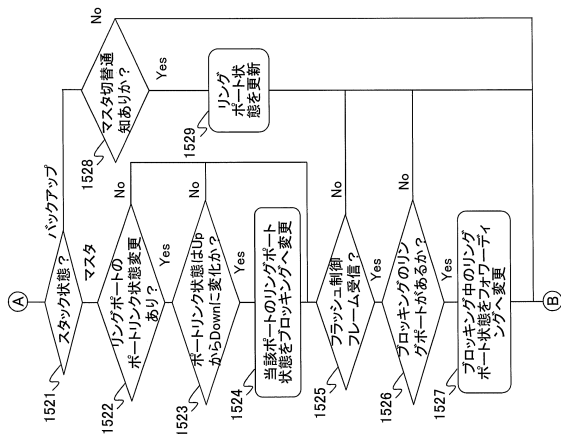 A
1521
スタック状態？
バックアップ
マスタ
1522
リングポートの
ポートリンク状態変更
あり？
No
Yes
1523
ポートリンク状態はUp
からDownに変化か？
No
Yes
1524
当該ポートのリングポート
状態をブロッキングへ変更
1525
フラッシュ制御
フレーム受信？
No
Yes
1526
ブロッキングのリン
グポートがあるか？
No
Yes
1527
ブロッキング中のリング
ポート状態をフォワーディ
ングへ変更
1528
マスタ切替通
知ありか？
No
Yes
1529
リング
ポート状
態を更新
B